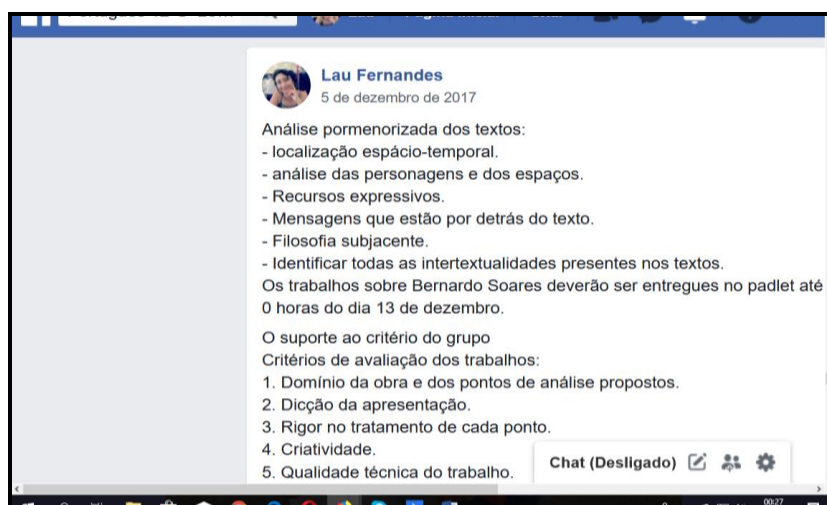 Lau Fernandes
5 de dezembro de 2017
Análise pormenorizada dos textos:
- localização espácio-temporal.
- análise das personagens e dos espaços.
- Recursos expressivos.
- Mensagens que estão por detrás do texto.
- Filosofia subjacente.
- Identificar todas as intertextualidades presentes nos textos.
Os trabalhos sobre Bernardo Soares deverão ser entregues no padlet até
0 horas do dia 13 de dezembro.
O suporte ao critério do grupo
Critérios de avaliação dos trabalhos:
1. Domínio da obra e dos pontos de análise propostos.
2. Dicção da apresentação.
3. Rigor no tratamento de cada ponto.
4. Criatividade.
5. Qualidade técnica do trabalho.
Chat (Desligado)
00:27